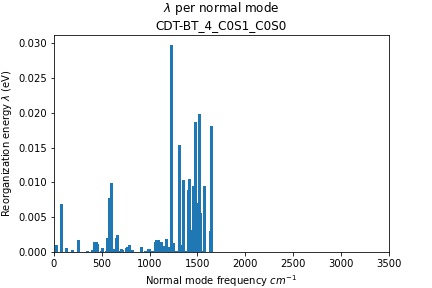 λ per normal mode
CDT-BT_4_C0S1_C0S0
Reorganization energy λ (eV)
0.030
0.025
0.020
0.015
0.010
0.005
0.000
0 500 1000 1500 2000 2500 3000 3500
Normal mode frequency cm⁻¹